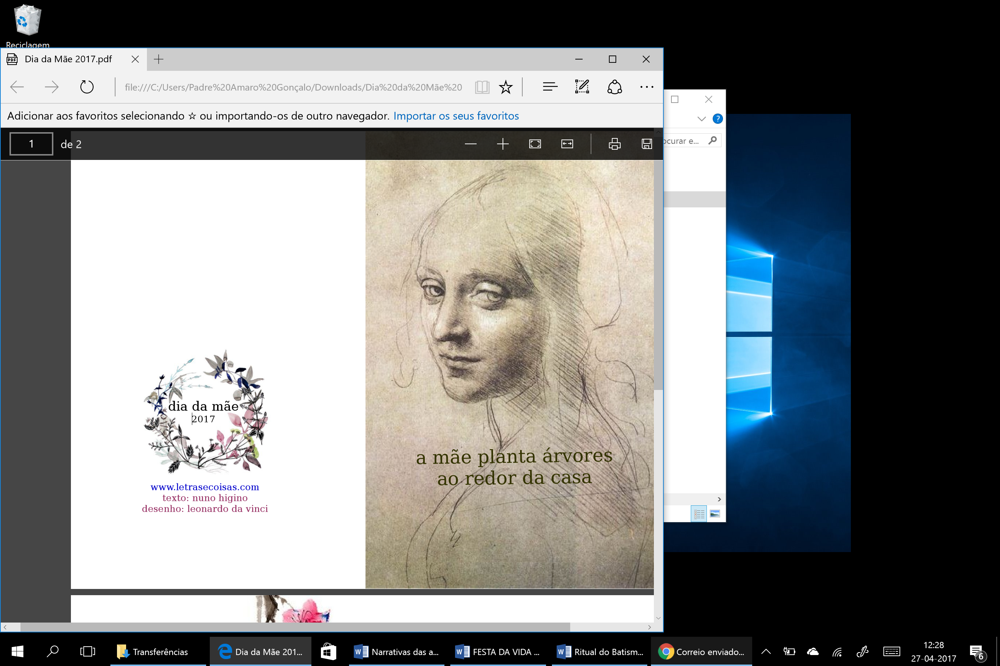 Reciclagem
Dia da Mãe 2017.pdf
file:///C:/Users/Padre%20Amaro%20Gonçalo/Downloads/Dia%20da%20Mãe%20
Adicionar aos favoritos selecionando ☆ ou importando-os de outro navegador. Importar os seus favoritos
1 de 2
ocurar e...
?
dia da mãe
2017
www.letrasecoisas.com
texto: nuno higino
desenho: leonardo da vinci
a mãe planta árvores
ao redor da casa
Transferências
Dia da Mãe 201...
Narrativas das a...
FESTA DA VIDA ...
Ritual do Batism...
Correio enviado...
12:28
27-04-2017
6